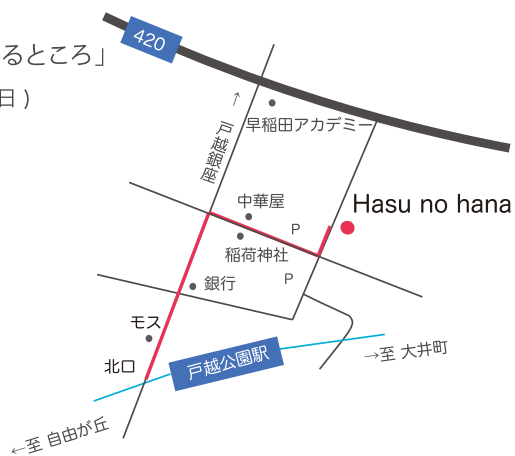 420
るところ」
日)
↑
戸越銀座
早稲田アカデミー
中華屋
P
Hasu no hana
稲荷神社
P
銀行
モス
北口
戸越公園駅
→至 大井町
←至 自由が丘